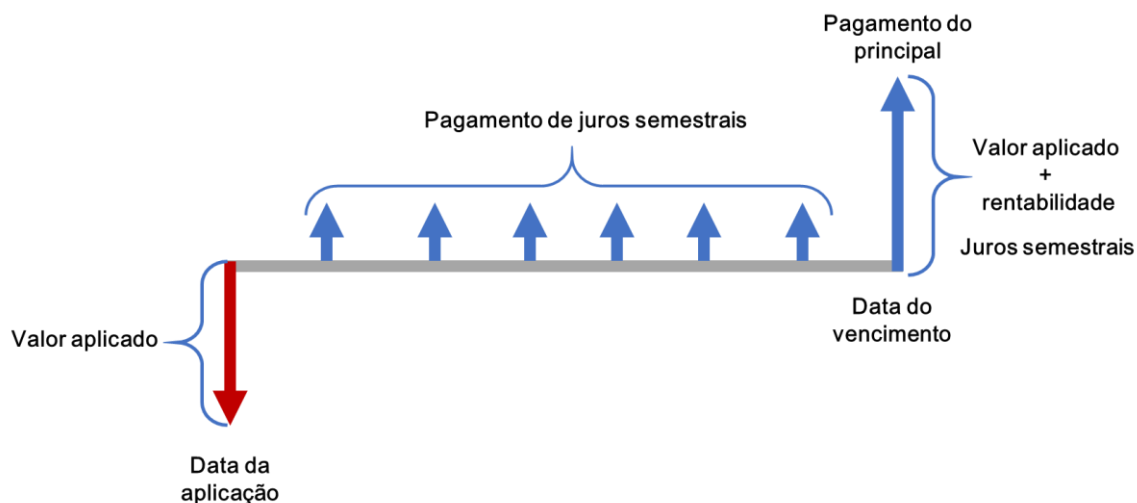 Pagamento do
principal
Pagamento de juros semestrais
Valor aplicado
+
rentabilidade
Juros semestrais
Valor aplicado
Data do
vencimento
Data da
aplicação